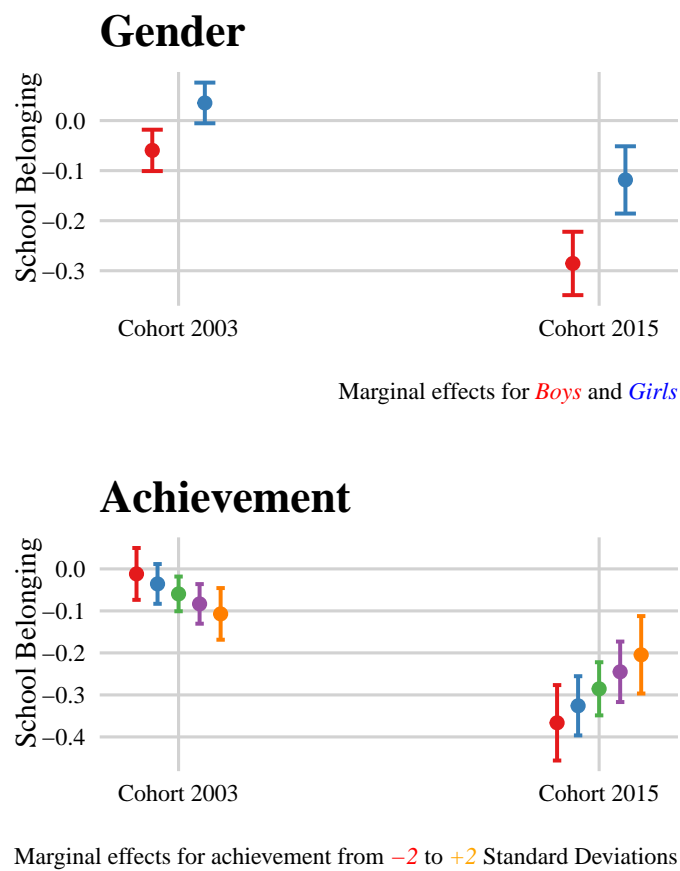 Gender
School Belonging
0.0
−0.1
−0.2
−0.3
Cohort 2003 Cohort 2015
Marginal effects for Boys and Girls
Achievement
School Belonging
0.0
−0.1
−0.2
−0.3
−0.4
Cohort 2003 Cohort 2015
Marginal effects for achievement from −2 to +2 Standard Deviations